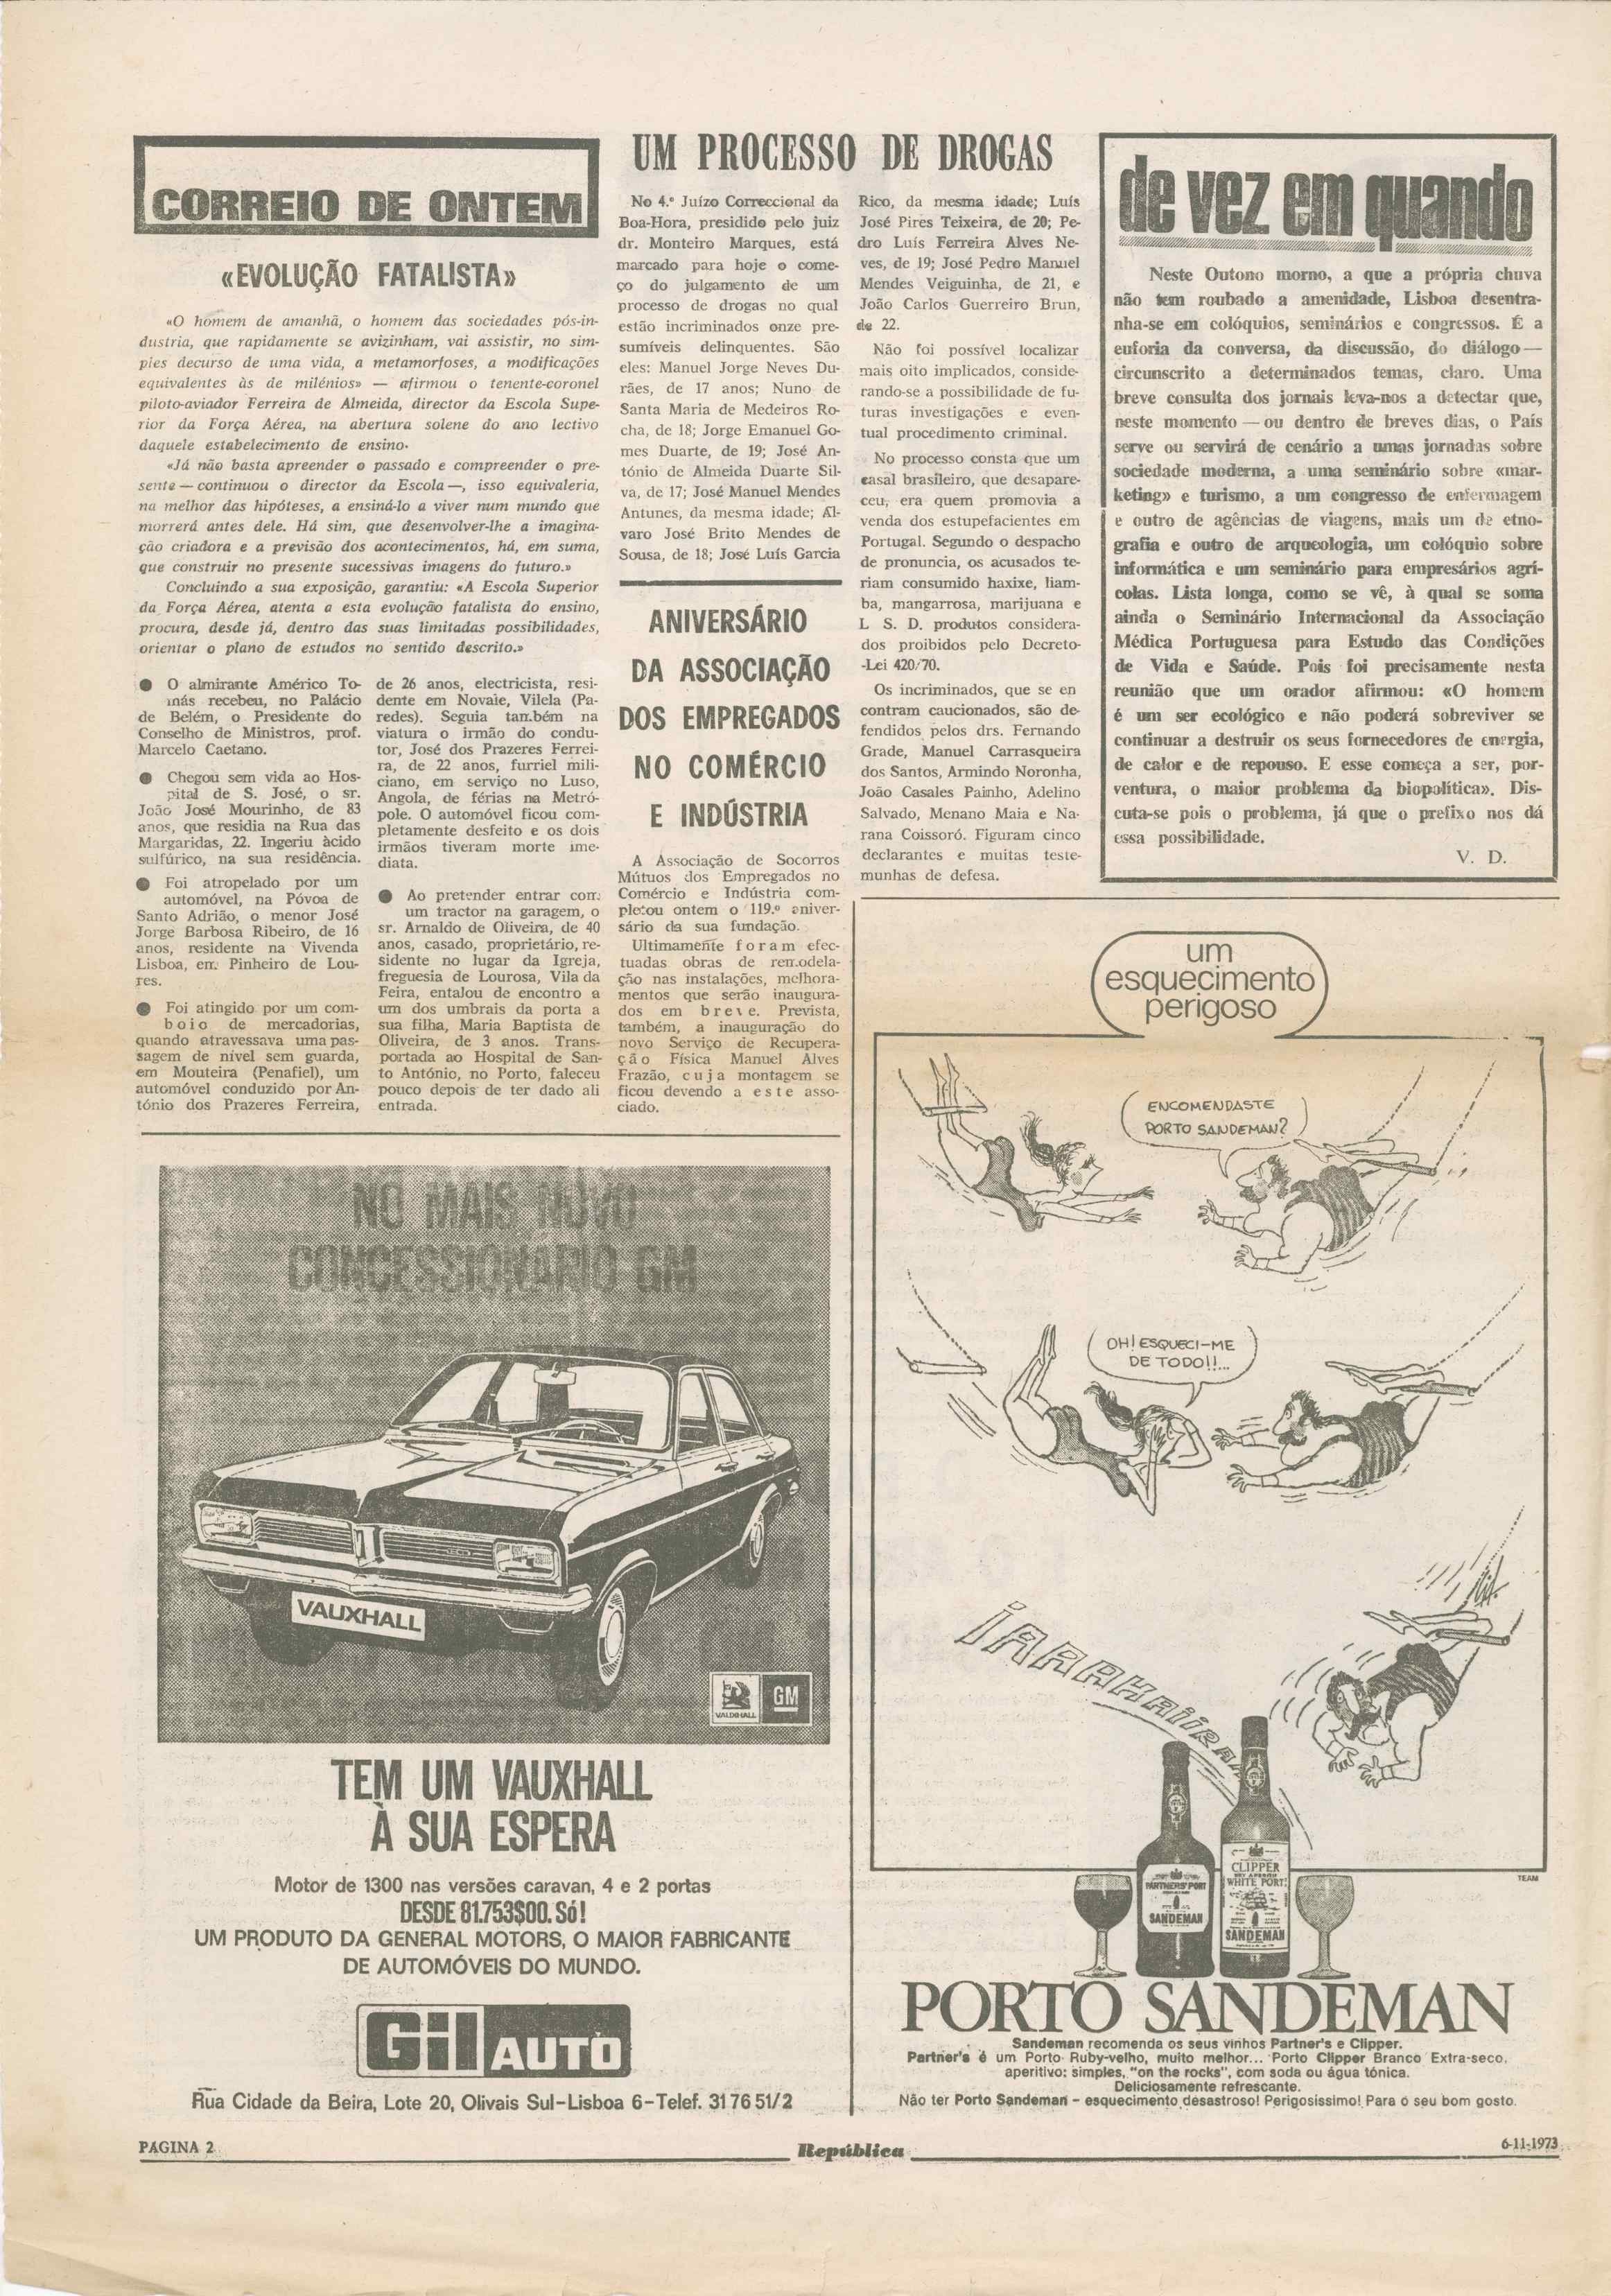 CORREIO DE ONTEM
«EVOLUÇÃO FATALISTA»
«O homem de amanhã, o homem das sociedades pós-in-
dustria, que rapidamente se avizinham, vai assistir, no sim-
ples decurso de uma vida, a metamorfoses, a modificações
equivalentes às de milénios» — afirmou o tenente-coronel
piloto-aviador Ferreira de Almeida, director da Escola Supe-
rior da Força Aérea, na abertura solene do ano lectivo
daquele estabelecimento de ensino.
«Já não basta apreender o passado e compreender o pre-
sente — continuou o director da Escola —, isso equivaleria,
na melhor das hipóteses, a ensiná-lo a viver num mundo que
morrerá antes dele. Há sim, que desenvolver-lhe a imagina-
ção criadora e a previsão dos acontecimentos, há, em suma,
que construir no presente sucessivas imagens do futuro.»
Concluindo a sua exposição, garantiu: «A Escola Superior
da Força Aérea, atenta a esta evolução fatalista do ensino,
procura, desde já, dentro das suas limitadas possibilidades,
orientar o plano de estudos no sentido descrito.»
● O almirante Américo To-
más recebeu, no Palácio
de Belém, o Presidente do
Conselho de Ministros, prof.
Marcelo Caetano.
● Chegou sem vida ao Hos-
pital de S. José, o sr.
João José Mourinho, de 83
anos, que residia na Rua das
Margaridas, 22. Ingeriu ácido
sulfúrico, na sua residência.
● Foi atropelado por um
automóvel, na Póvoa de
Santo Adrião, o menor José
Jorge Barbosa Ribeiro, de 16
anos, residente na Vivenda
Lisboa, em Pinheiro de Lou-
res.
● Foi atingido por um com-
boio de mercadorias,
quando atravessava uma pas-
sagem de nível sem guarda,
em Mouteira (Penafiel), um
automóvel conduzido por An-
tónio dos Prazeres Ferreira,
de 26 anos, electricista, resi-
dente em Novaie, Vilela (Pa-
redes). Seguia também na
viatura o irmão do condu-
tor, José dos Prazeres Ferrei-
ra, de 22 anos, furriel mili-
ciano, em serviço no Luso,
Angola, de férias na Metró-
pole. O automóvel ficou com-
pletamente desfeito e os dois
irmãos tiveram morte ime-
diata.
● Ao pretender entrar com
um tractor na garagem, o
sr. Arnaldo de Oliveira, de 40
anos, casado, proprietário, re-
sidente no lugar da Igreja,
freguesia de Lourosa, Vila da
Feira, entalou de encontro a
um dos umbrais da porta a
sua filha, Maria Baptista de
Oliveira, de 3 anos. Trans-
portada ao Hospital de San-
to António, no Porto, faleceu
pouco depois de ter dado ali
entrada.
UM PROCESSO DE DROGAS
No 4.º Juízo Correccional da
Boa-Hora, presidido pelo juiz
dr. Monteiro Marques, está
marcado para hoje o come-
ço do julgamento de um
processo de drogas no qual
estão incriminados onze pre-
sumíveis delinquentes. São
eles: Manuel Jorge Neves Du-
rães, de 17 anos; Nuno de
Santa Maria de Medeiros Ro-
cha, de 18; Jorge Emanuel Go-
mes Duarte, de 19; José An-
tónio de Almeida Duarte Sil-
va, de 17; José Manuel Mendes
Antunes, da mesma idade; Ál-
varo José Brito Mendes de
Sousa, de 18; José Luís Garcia
Rico, da mesma idade; Luís
José Pires Teixeira, de 20; Pe-
dro Luís Ferreira Alves Ne-
ves, de 19; José Pedro Manuel
Mendes Veiguinha, de 21, e
João Carlos Guerreiro Brun,
de 22.
Não foi possível localizar
mais oito implicados, conside-
rando-se a possibilidade de fu-
turas investigações e even-
tual procedimento criminal.
No processo consta que um
casal brasileiro, que desapare-
ceu, era quem promovia a
venda dos estupefacientes em
Portugal. Segundo o despacho
de pronuncia, os acusados te-
riam consumido haxixe, liam-
ba, mangarrosa, marijuana e
L S. D. produtos considera-
dos proibidos pelo Decreto-
-Lei 420/70.
Os incriminados, que se en
contram caucionados, são de-
fendidos pelos drs. Fernando
Grade, Manuel Carrasqueira
dos Santos, Armindo Noronha,
João Casales Painho, Adelino
Salvado, Menano Maia e Na-
rana Coissoró. Figuram cinco
declarantes e muitas teste-
munhas de defesa.
ANIVERSÁRIO
DA ASSOCIAÇÃO
DOS EMPREGADOS
NO COMÉRCIO
E INDÚSTRIA
A Associação de Socorros
Mútuos dos Empregados no
Comércio e Indústria com-
pletou ontem o 119.º aniver-
sário da sua fundação.
Ultimamente foram efec-
tuadas obras de remodela-
ção nas instalações, melhora-
mentos que serão inaugura-
dos em breve. Prevista,
também, a inauguração do
novo Serviço de Recupera-
ção Física Manuel Alves
Frazão, cuja montagem se
ficou devendo a este asso-
ciado.
de vez em quando
Neste Outono morno, a que a própria chuva
não tem roubado a amenidade, Lisboa desentra-
nha-se em colóquios, seminários e congressos. É a
euforia da conversa, da discussão, do diálogo —
circunscrito a determinados temas, claro. Uma
breve consulta dos jornais leva-nos a detectar que,
neste momento — ou dentro de breves dias, o País
serve ou servirá de cenário a umas jornadas sobre
sociedade moderna, a uma seminário sobre «mar-
keting» e turismo, a um congresso de enfermagem
e outro de agências de viagens, mais um de etno-
grafia e outro de arqueologia, um colóquio sobre
informática e um seminário para empresários agrí-
colas. Lista longa, como se vê, à qual se soma
ainda o Seminário Internacional da Associação
Médica Portuguesa para Estudo das Condições
de Vida e Saúde. Pois foi precisamente nesta
reunião que um orador afirmou: «O homem
é um ser ecológico e não poderá sobreviver se
continuar a destruir os seus fornecedores de energia,
de calor e de repouso. E esse começa a ser, por-
ventura, o maior problema da biopolítica». Dis-
cuta-se pois o problema, já que o prefixo nos dá
essa possibilidade.
V. D.
NO MAIS NOVO
CONCESSIONARIO GM
VAUXHALL
VAUXHALL
GM
TEM UM VAUXHALL
À SUA ESPERA
Motor de 1300 nas versões caravan, 4 e 2 portas
DESDE 81.753$00. Só!
UM PRODUTO DA GENERAL MOTORS, O MAIOR FABRICANTE
DE AUTOMÓVEIS DO MUNDO.
Gil AUTO
Rua Cidade da Beira, Lote 20, Olivais Sul-Lisboa 6-Telef. 31 76 51/2
um
esquecimento
perigoso
ENCOMENDASTE
PORTO SANDEMAN?
OH! ESQUECI-ME
DE TODO!!...
PARTNERS' PORT
SANDEMAN
CLIPPER
WHITE PORT
SANDEMAN
TEAM
PORTO SANDEMAN
Sandeman recomenda os seus vinhos Partner's e Clipper.
Partner's é um Porto Ruby-velho, muito melhor... Porto Clipper Branco Extra-seco,
aperitivo: simples, "on the rocks", com soda ou água tónica.
Deliciosamente refrescante.
Não ter Porto Sandeman - esquecimento desastroso! Perigosissimo! Para o seu bom gosto.
PAGINA 2
República
6-11-1973